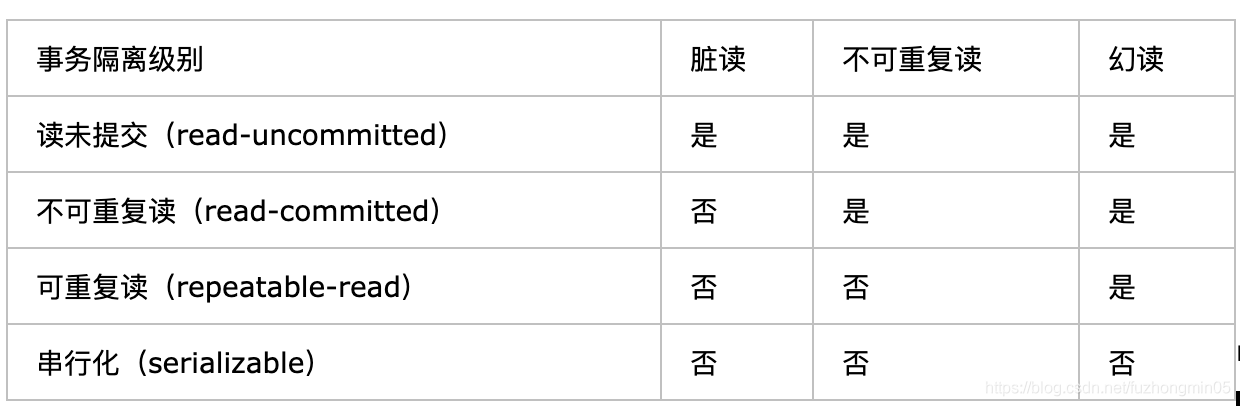 事务隔离级别 脏读 不可重复读 幻读
读未提交（read-uncommitted） 是 是 是
不可重复读（read-committed） 否 是 是
可重复读（repeatable-read） 否 否 是
串行化（serializable） 否 否 否
https://blog.csdn.net/fuzhongmin05